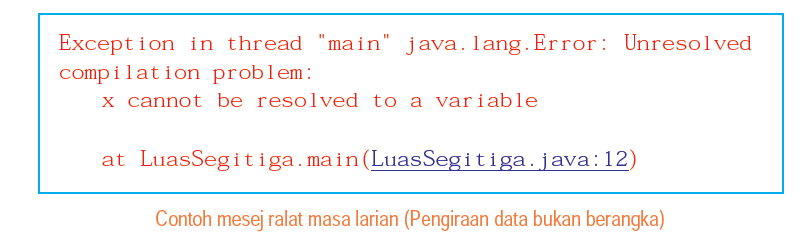 Exception in thread "main" java.lang.Error: Unresolved
compilation problem:
x cannot be resolved to a variable
at LuasSegitiga.main(LuasSegitiga.java:12)
Contoh mesej ralat masa larian (Pengiraan data bukan berangka)